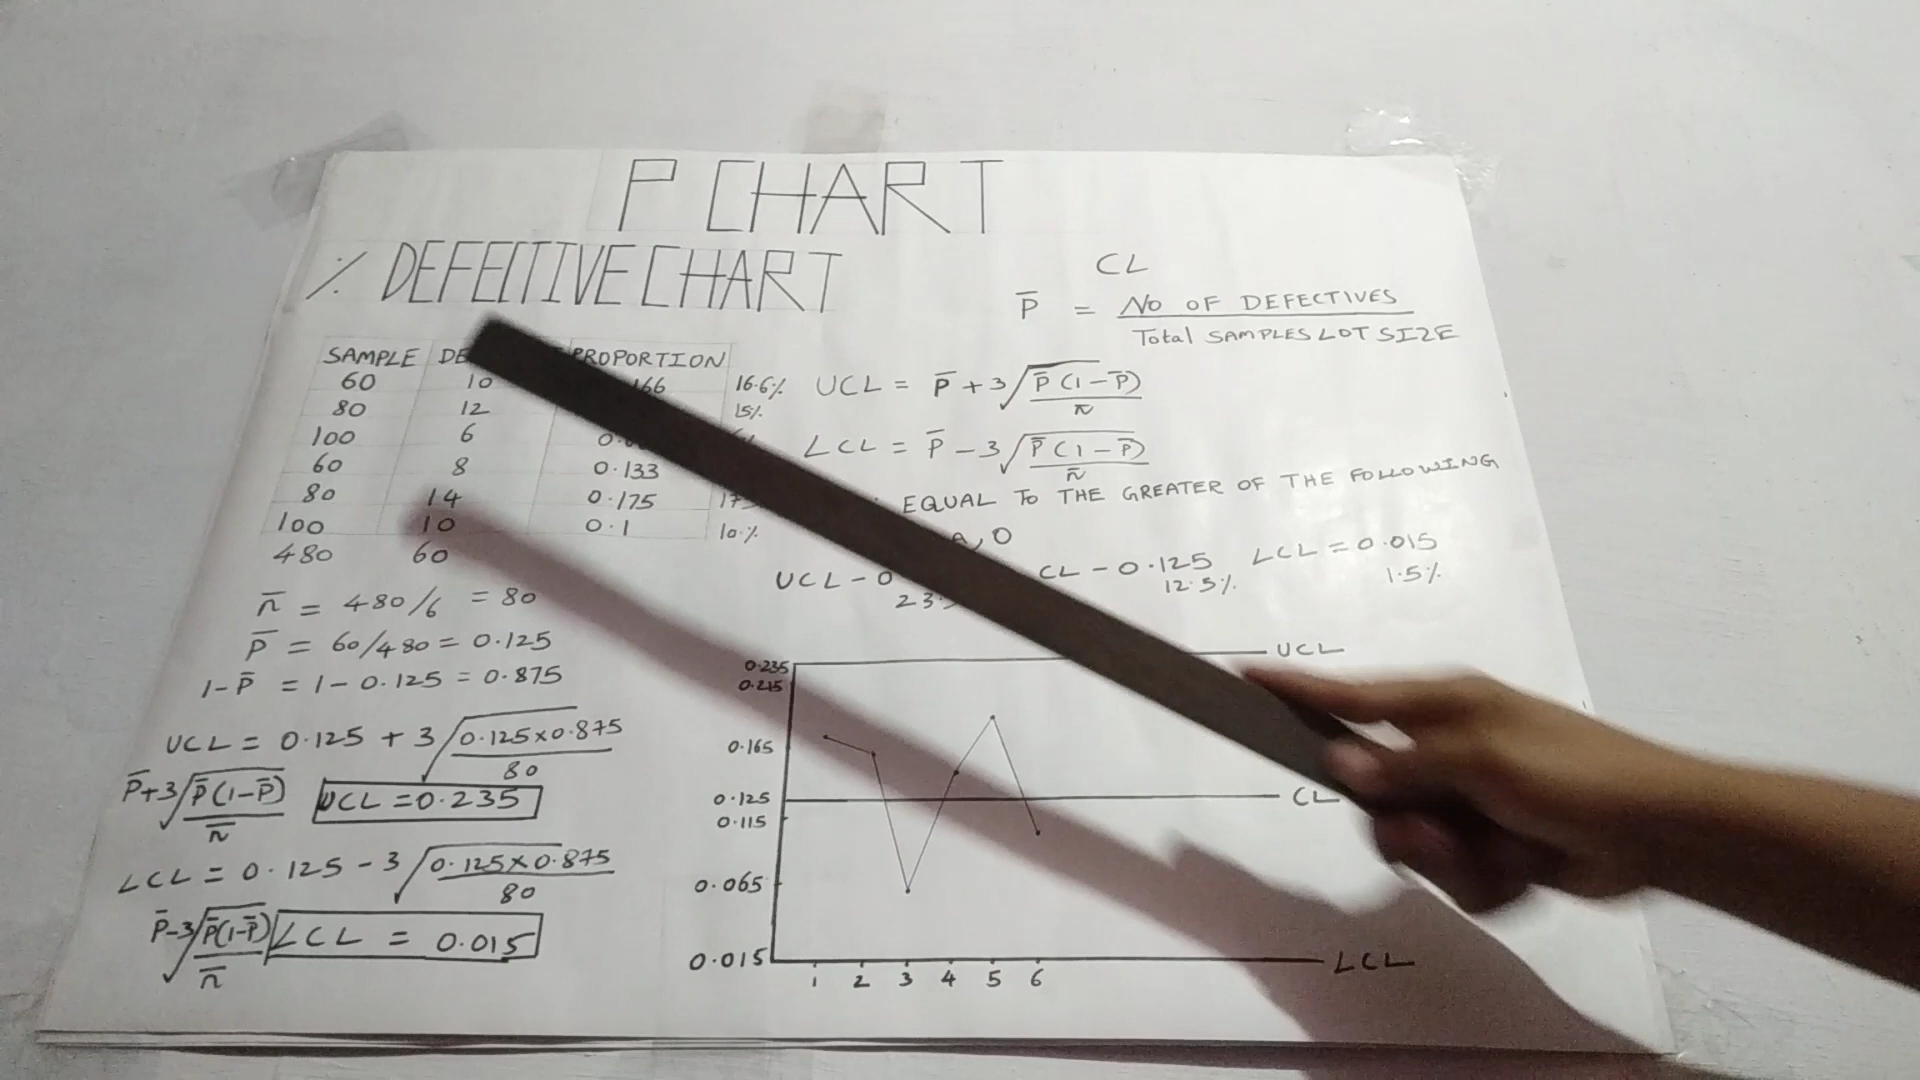 P CHART
% DEFECTIVE CHART
SAMPLE PROPORTION
60 10 16.6%
80 12 15%
100 6
60 8 0.133
80 14 0.175
100 10 0.1 10.%
480 60
n̅ = 480/6 = 80
P̅ = 60/480 = 0.125
1-P̅ = 1-0.125 = 0.875
UCL = 0.125 + 3√0.125x0.875
80
P̅+3√P̅(1-P̅)
n̅
UCL = 0.235
LCL = 0.125 - 3√0.125x0.875
80
P̅-3√P̅(1-P̅)
n̅
LCL = 0.015
CL
P̅ = No OF DEFECTIVES
Total SAMPLES LOT SIZE
UCL = P̅ + 3√P̅(1-P̅)
n̅
LCL = P̅ - 3√P̅(1-P̅)
n̅
EQUAL TO THE GREATER OF THE FOLLOWING
, 0
UCL - CL - 0.125 LCL = 0.015
12.5% 1.5%
0.235 UCL
0.215
0.165
0.125 CL
0.115
0.065
0.015 LCL
1 2 3 4 5 6